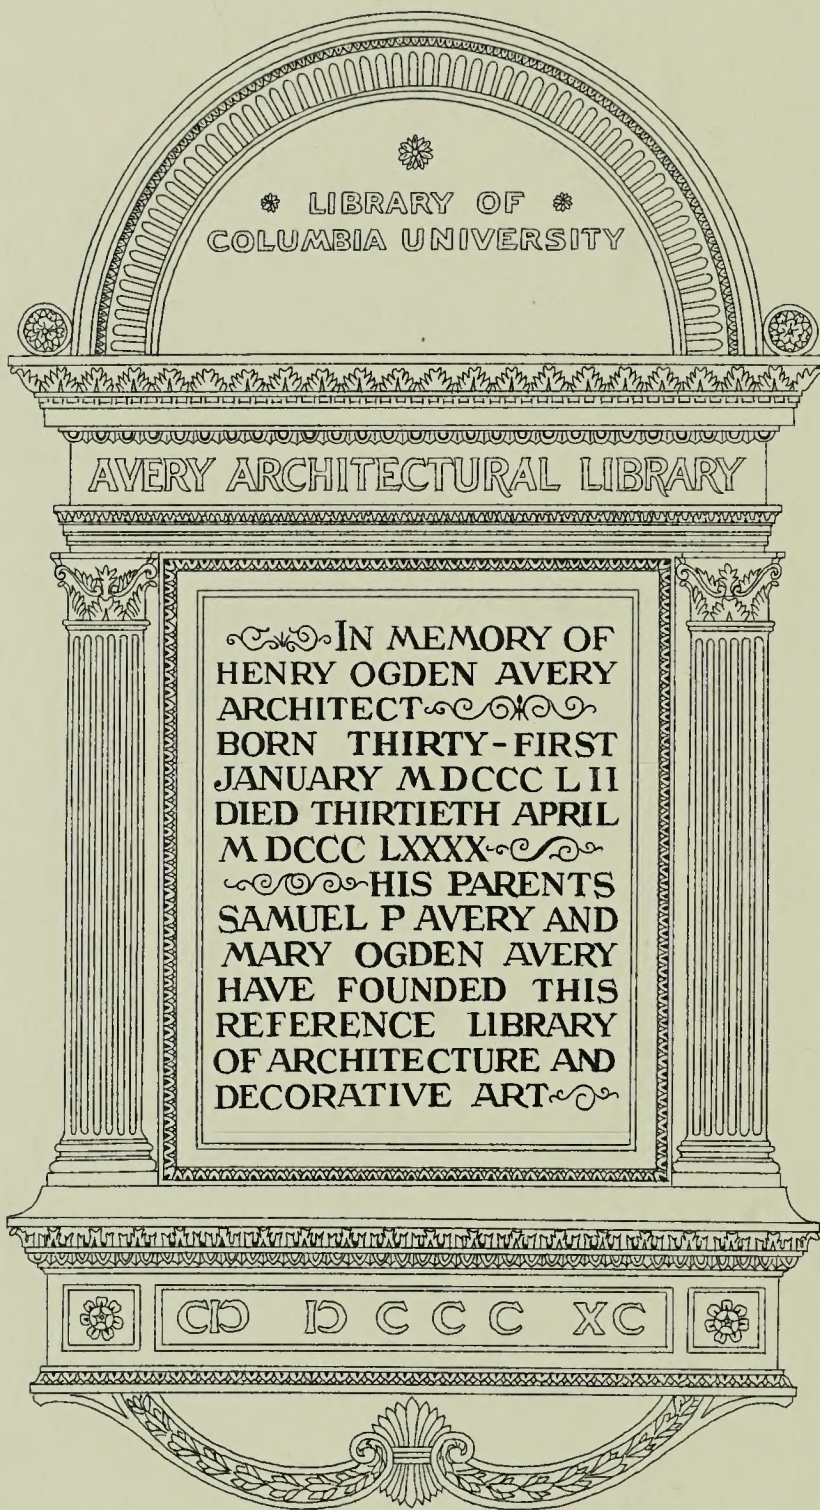 LIBRARY OF
COLUMBIA UNIVERSITY
AVERY ARCHITECTURAL LIBRARY
IN MEMORY OF
HENRY OGDEN AVERY
ARCHITECT
BORN THIRTY-FIRST
JANUARY MDCCC LII
DIED THIRTIETH APRIL
MDCCC LXXXX
HIS PARENTS
SAMUEL P AVERY AND
MARY OGDEN AVERY
HAVE FOUNDED THIS
REFERENCE LIBRARY
OF ARCHITECTURE AND
DECORATIVE ART
CIↃ IↃ C C C XC